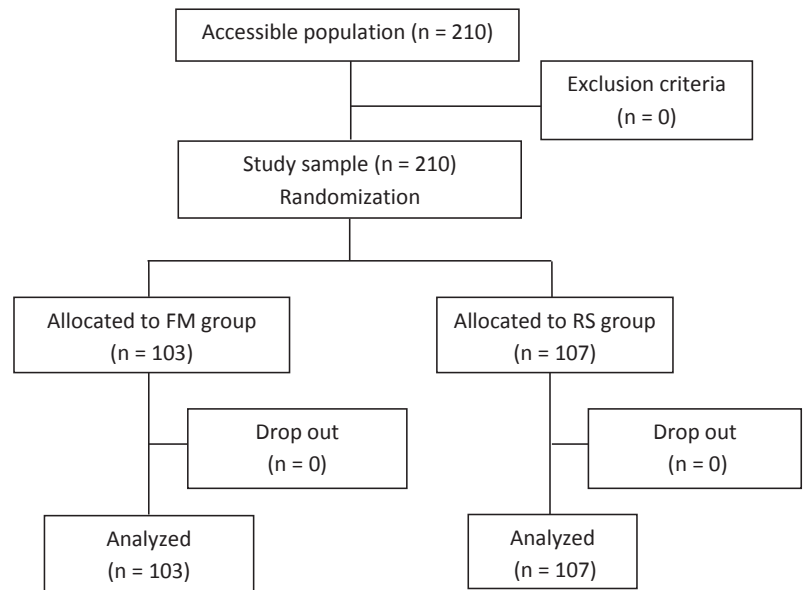 Accessible population (n = 210)
Exclusion criteria
(n = 0)
Study sample (n = 210)
Randomization
Allocated to FM group
(n = 103)
Allocated to RS group
(n = 107)
Drop out
(n = 0)
Drop out
(n = 0)
Analyzed
(n = 103)
Analyzed
(n = 107)